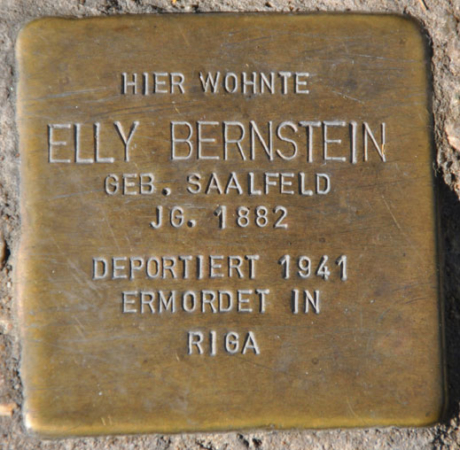 HIER WOHNTE
ELLY BERNSTEIN
GEB. SAALFELD
JG. 1882
DEPORTIERT 1941
ERMORDET IN
RIGA